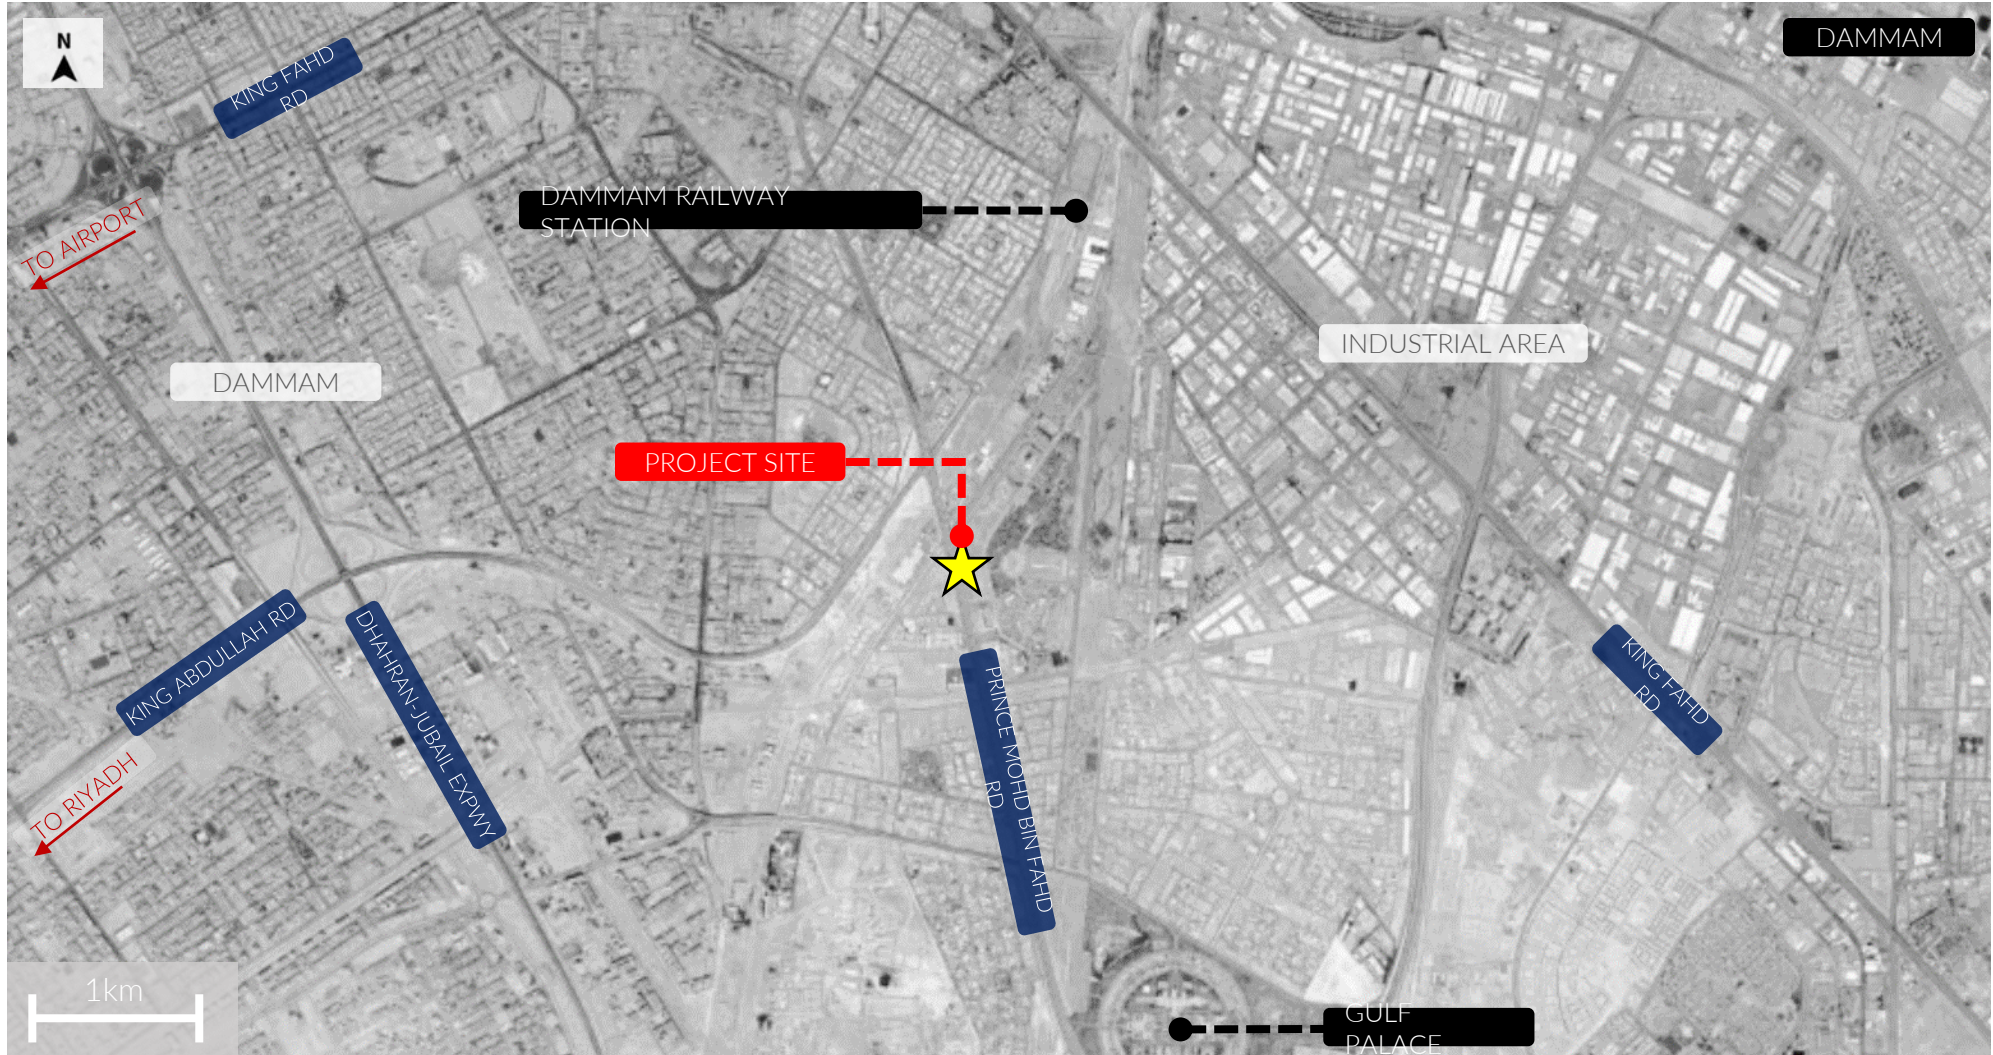 N
DAMMAM
KING FAHD
RD
DAMMAM RAILWAY
STATION
TO AIRPORT
INDUSTRIAL AREA
DAMMAM
PROJECT SITE
KING ABDULLAH RD
DHAHRAN-JUBAIL EXPWY
PRINCE MOHD BIN FAHD
RD
KING FAHD
RD
TO RIYADH
1km
GULF
PALACE